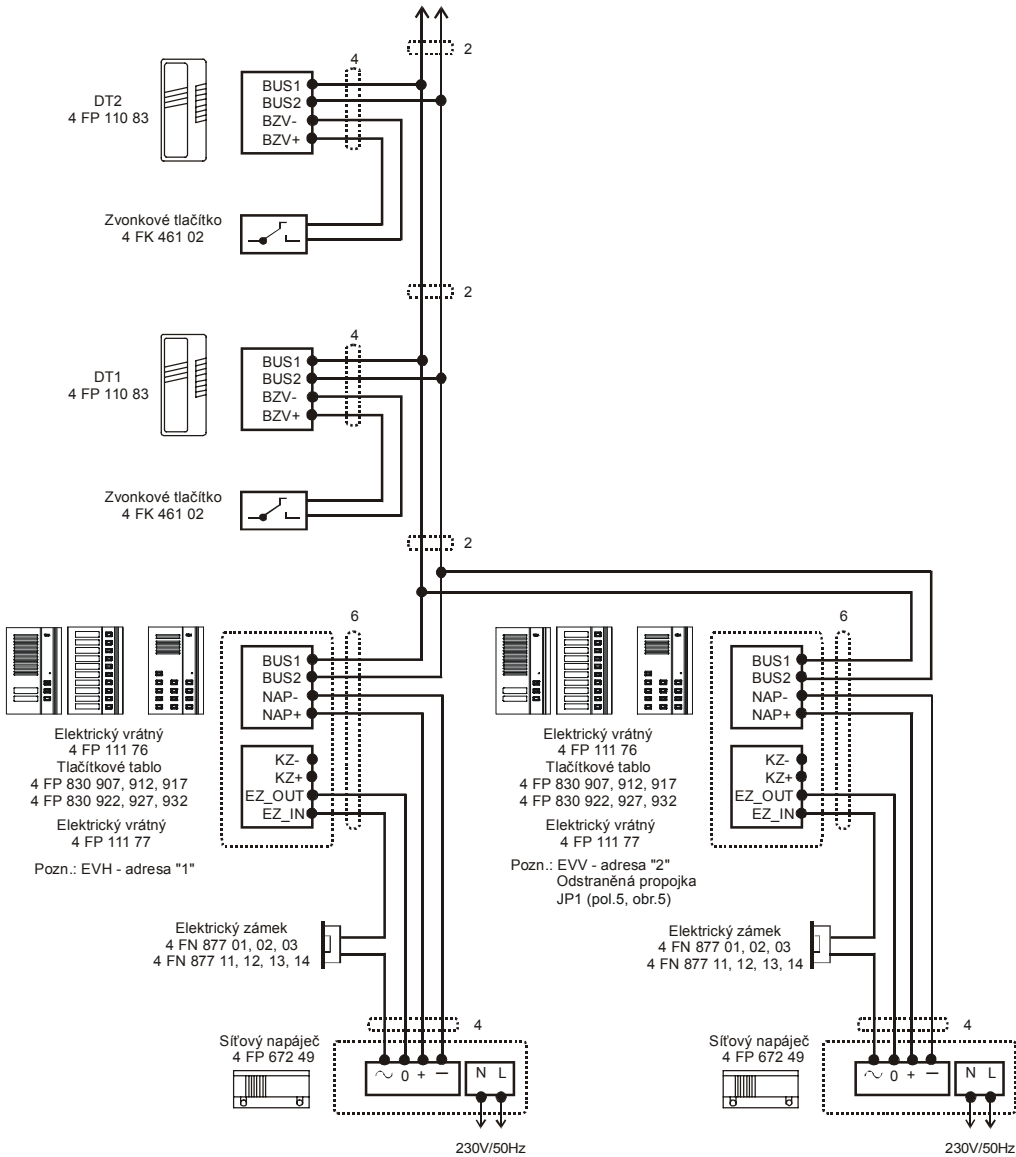 2
4
DT2
4 FP 110 83
BUS1
BUS2
BZV-
BZV+
Zvonkové tlačítko
4 FK 461 02
2
4
DT1
4 FP 110 83
BUS1
BUS2
BZV-
BZV+
Zvonkové tlačítko
4 FK 461 02
2
6
BUS1
BUS2
NAP-
NAP+
KZ-
KZ+
EZ_OUT
EZ_IN
Elektrický vrátný
4 FP 111 76
Tlačítkové tablo
4 FP 830 907, 912, 917
4 FP 830 922, 927, 932
Elektrický vrátný
4 FP 111 77
Pozn.: EVH - adresa "1"
Elektrický zámek
4 FN 877 01, 02, 03
4 FN 877 11, 12, 13, 14
4
Síťový napáječ
4 FP 672 49
~ 0 + —
N L
230V/50Hz
6
BUS1
BUS2
NAP-
NAP+
KZ-
KZ+
EZ_OUT
EZ_IN
Elektrický vrátný
4 FP 111 76
Tlačítkové tablo
4 FP 830 907, 912, 917
4 FP 830 922, 927, 932
Elektrický vrátný
4 FP 111 77
Pozn.: EVV - adresa "2"
Odstraněná propojka
JP1 (pol.5, obr.5)
Elektrický zámek
4 FN 877 01, 02, 03
4 FN 877 11, 12, 13, 14
4
Síťový napáječ
4 FP 672 49
~ 0 + —
N L
230V/50Hz